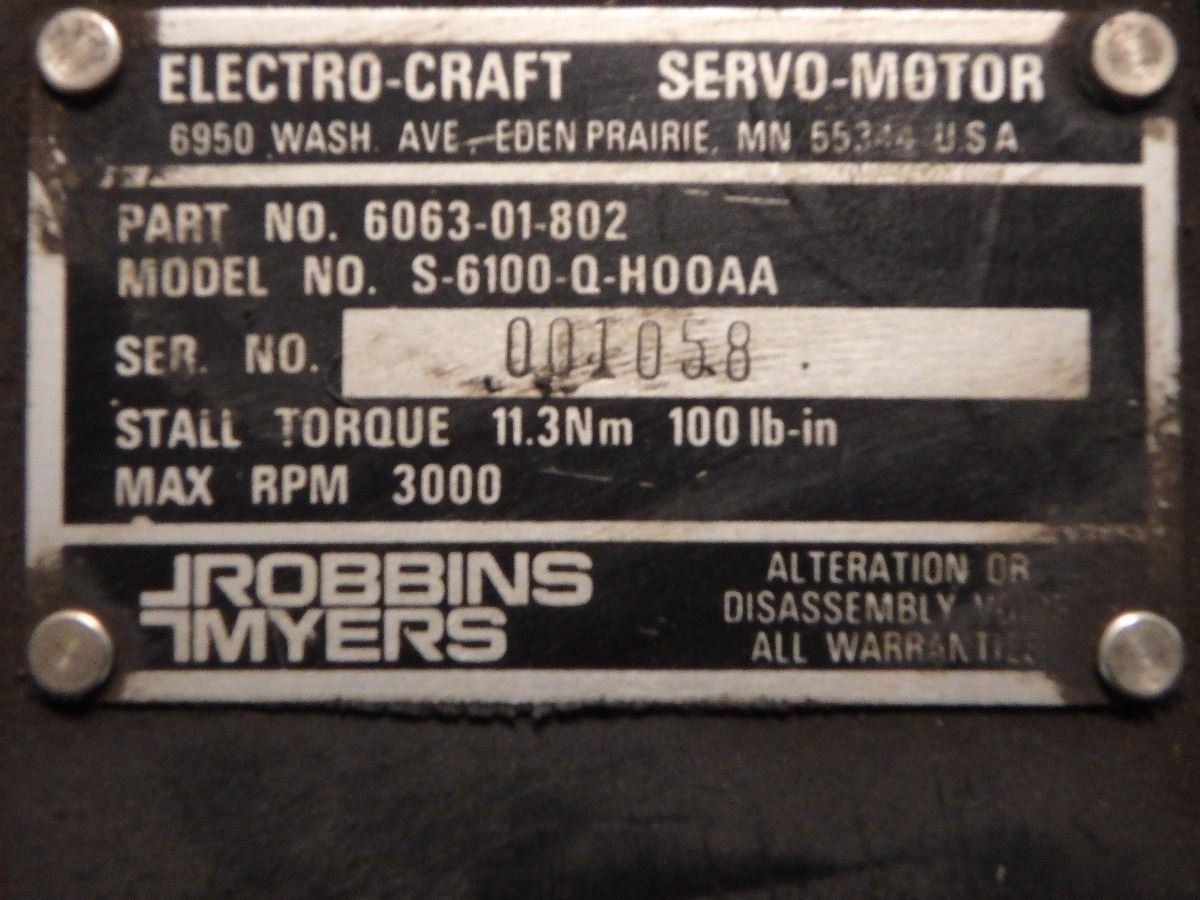 ELECTRO-CRAFT SERVO-MOTOR
6950 WASH. AVE. EDEN PRAIRIE, MN 55344 U.S.A
PART NO. 6063-01-802
MODEL NO. S-6100-Q-H00AA
SER. NO. 001058
STALL TORQUE 11.3Nm 100 lb-in
MAX RPM 3000
ROBBINS
MYERS
ALTERATION OR
DISASSEMBLY
ALL WARRANTIES